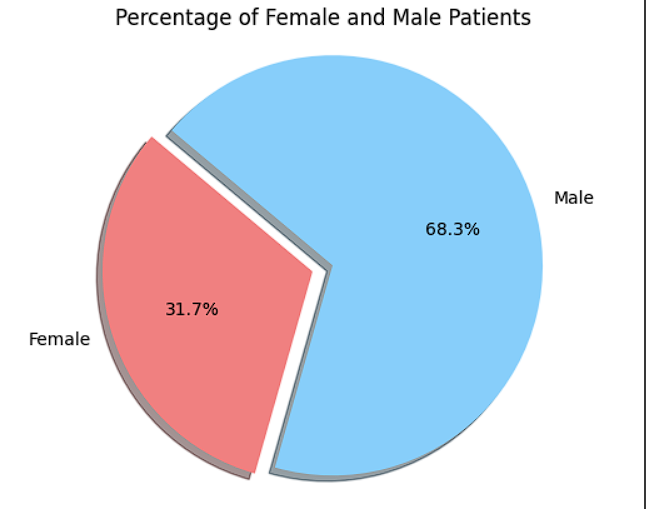 Percentage of Female and Male Patients
Male
68.3%
31.7%
Female